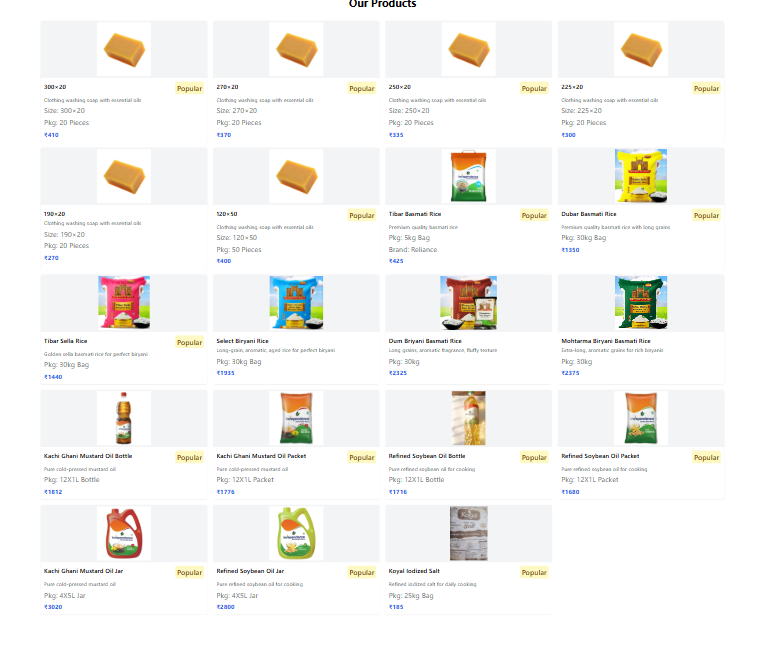 Our Products
300×20
Popular
Clothing washing soap with essential oils
Size: 300×20
Pkg: 20 Pieces
₹410
270×20
Popular
Clothing washing soap with essential oils
Size: 270×20
Pkg: 20 Pieces
₹370
250×20
Popular
Clothing washing soap with essential oils
Size: 250×20
Pkg: 20 Pieces
₹335
225×20
Popular
Clothing washing soap with essential oils
Size: 225×20
Pkg: 20 Pieces
₹300
190×20
Clothing washing soap with essential oils
Size: 190×20
Pkg: 20 Pieces
₹270
120×50
Popular
Clothing washing soap with essential oils
Size: 120×50
Pkg: 50 Pieces
₹400
Tibar Basmati Rice
Popular
Premium quality basmati rice
Pkg: 5kg Bag
Brand: Reliance
₹425
Dubar Basmati Rice
Popular
Premium quality basmati rice with long grains
Pkg: 30kg Bag
₹1350
Tibar Sella Rice
Popular
Golden sella basmati rice for perfect biryani
Pkg: 30kg Bag
₹1440
Select Biryani Rice
Long-grain, aromatic, aged rice for perfect biryani
Pkg: 30kg Bag
₹1935
Dum Briyani Basmati Rice
Long grains, aromatic fragrance, fluffy texture
Pkg: 30kg
₹2325
Mohtarma Biryani Basmati Rice
Extra-long, aromatic grains for rich biryanis
Pkg: 30kg
₹2375
Kachi Ghani Mustard Oil Bottle
Popular
Pure cold-pressed mustard oil
Pkg: 12X1L Bottle
₹1812
Kachi Ghani Mustard Oil Packet
Popular
Pure cold-pressed mustard oil
Pkg: 12X1L Packet
₹1776
Refined Soybean Oil Bottle
Popular
Pure refined soybean oil for cooking
Pkg: 12X1L Bottle
₹1716
Refined Soybean Oil Packet
Popular
Pure refined soybean oil for cooking
Pkg: 12X1L Packet
₹1680
Kachi Ghani Mustard Oil Jar
Popular
Pure cold-pressed mustard oil
Pkg: 4X5L Jar
₹3020
Refined Soybean Oil Jar
Popular
Pure refined soybean oil for cooking
Pkg: 4X5L Jar
₹2800
Koyal Iodized Salt
Popular
Refined iodized salt for daily cooking
Pkg: 25kg Bag
₹185